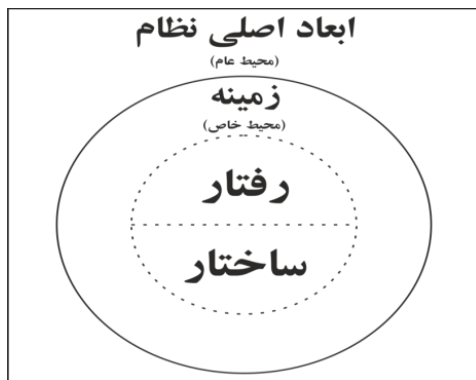 ابعاد اصلی نظام
(محیط عام)
زمینه
(محیط خاص)
رفتار
ساختار